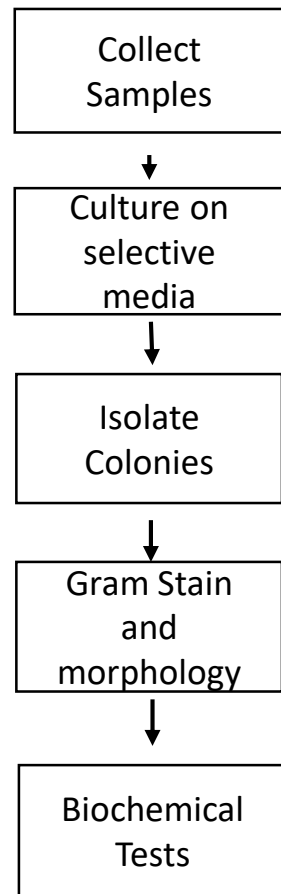 Collect
Samples
Culture on
selective
media
Isolate
Colonies
Gram Stain
and
morphology
Biochemical
Tests